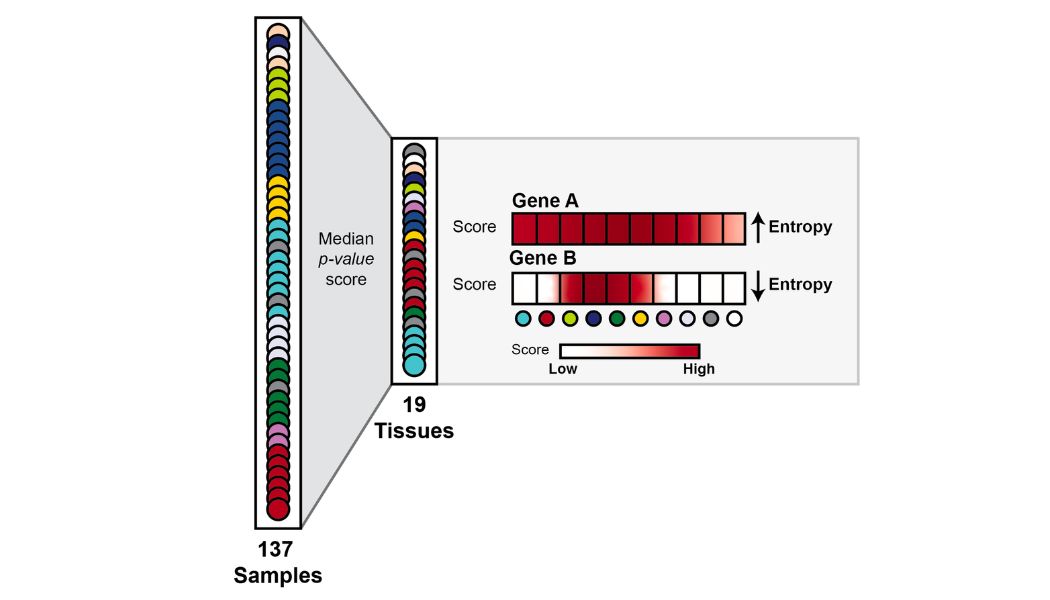 Median
p-value
score
137
Samples
19
Tissues
Gene A
Score
Entropy
Gene B
Score
Entropy
Score
Low High